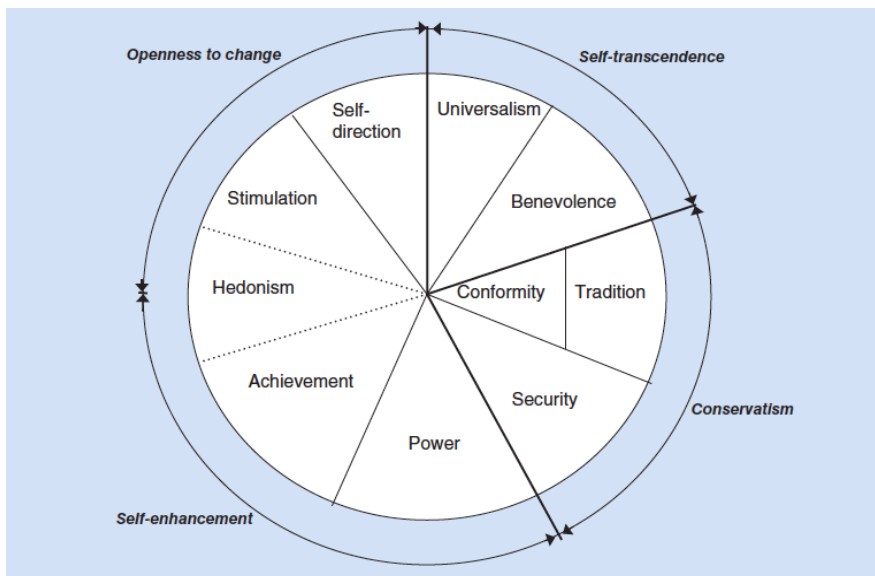 Openness to change
Self-transcendence
Self-
direction
Universalism
Stimulation
Benevolence
Hedonism
Conformity
Tradition
Achievement
Security
Conservatism
Power
Self-enhancement